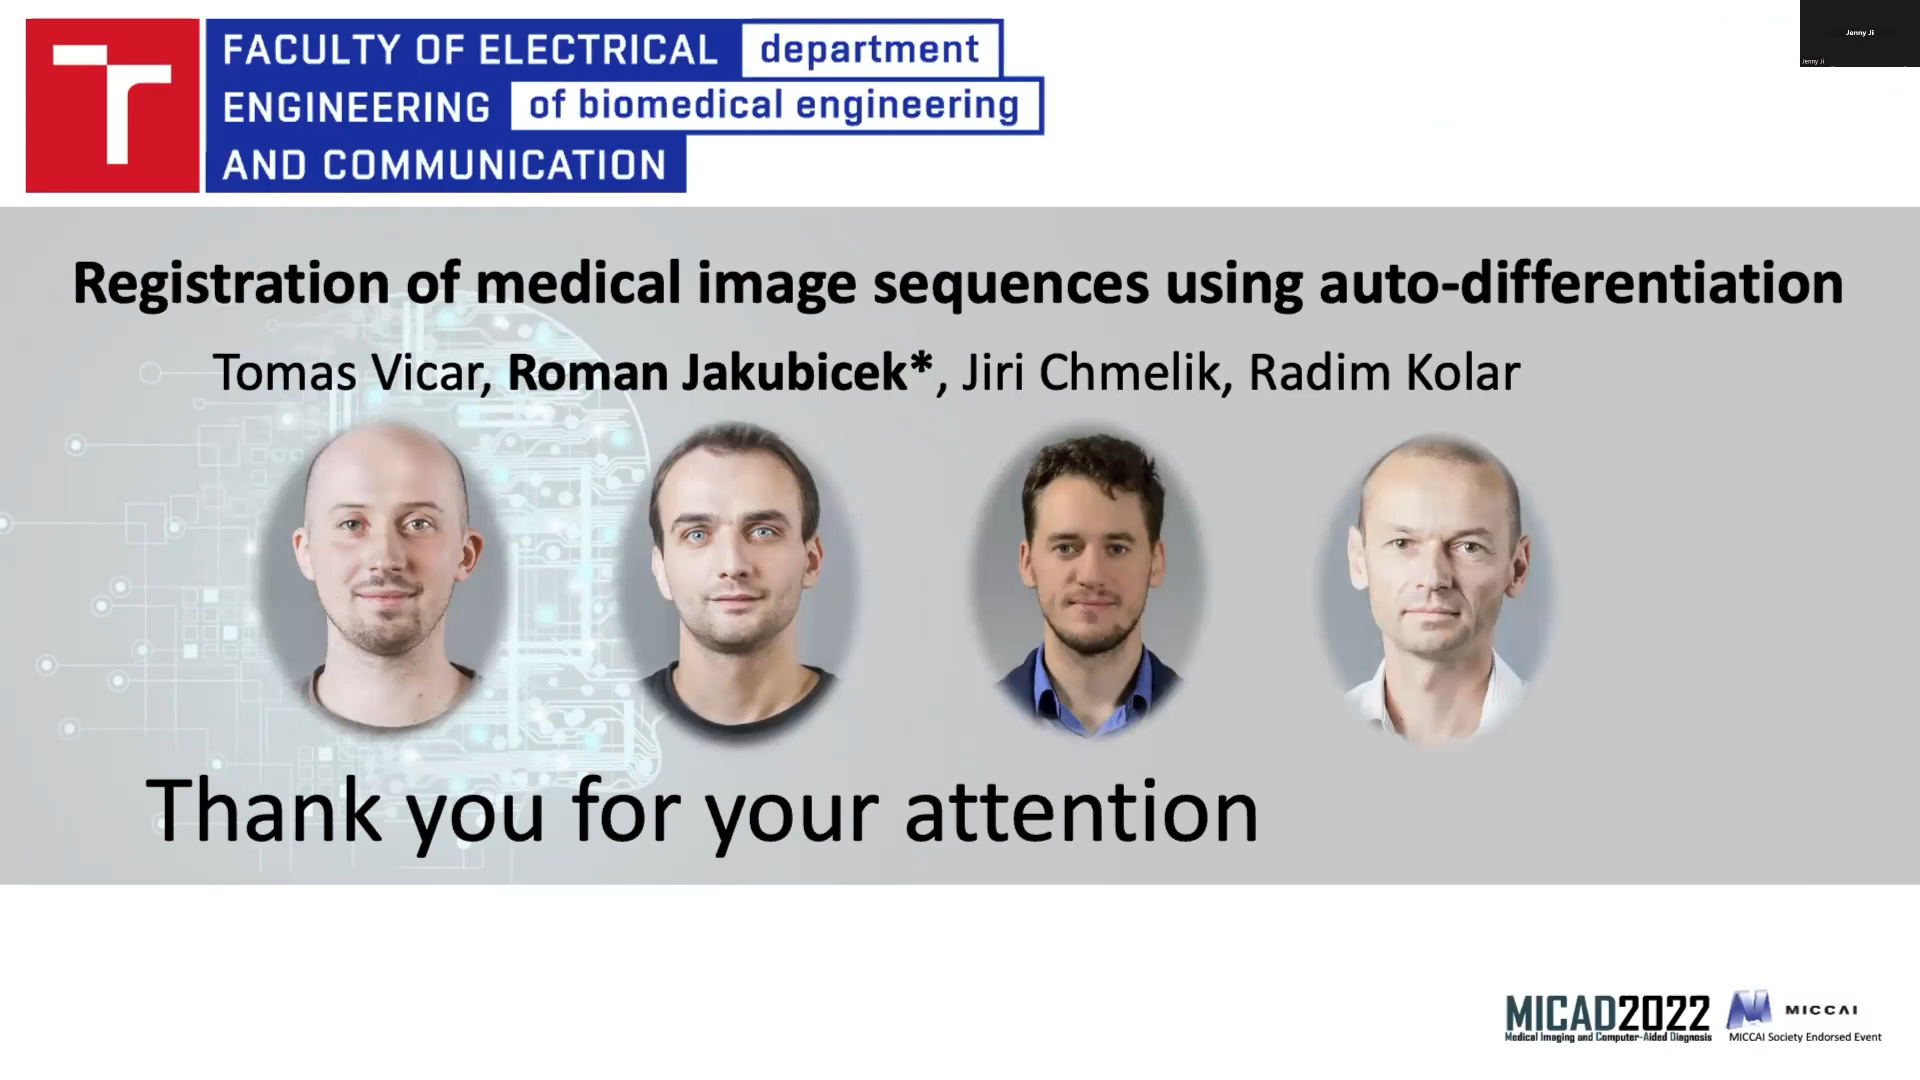 FACULTY OF ELECTRICAL department
ENGINEERING of biomedical engineering
AND COMMUNICATION
Jenny Ji
Jenny Ji
Registration of medical image sequences using auto-differentiation
Tomas Vicar, Roman Jakubicek*, Jiri Chmelik, Radim Kolar
Thank you for your attention
MICAD2022
Medical Imaging and Computer-Aided Diagnosis
MICCAI
MICCAI Society Endorsed Event